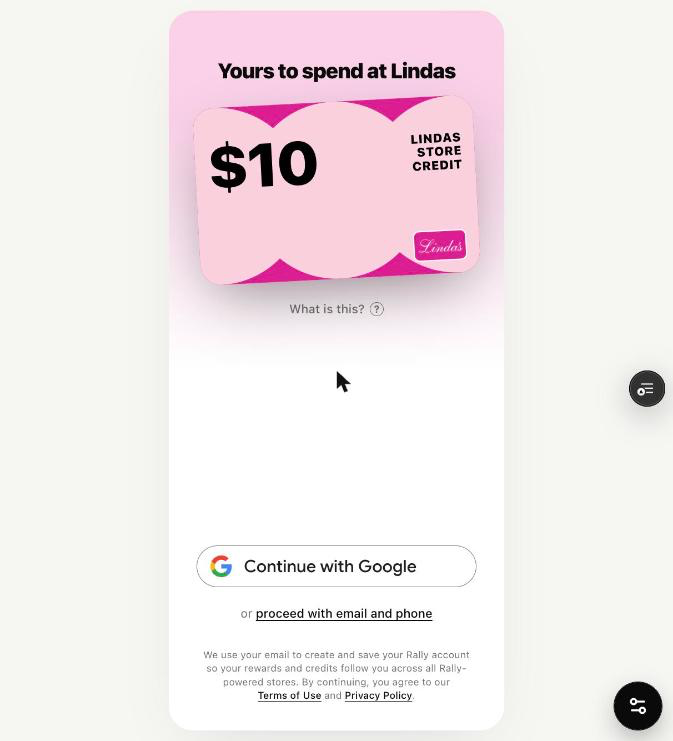 Yours to spend at Lindas
$10
LINDAS
STORE
CREDIT
Linda's
What is this? ?
Continue with Google
or proceed with email and phone
We use your email to create and save your Rally account
so your rewards and credits follow you across all Rally-
powered stores. By continuing, you agree to our
Terms of Use and Privacy Policy.